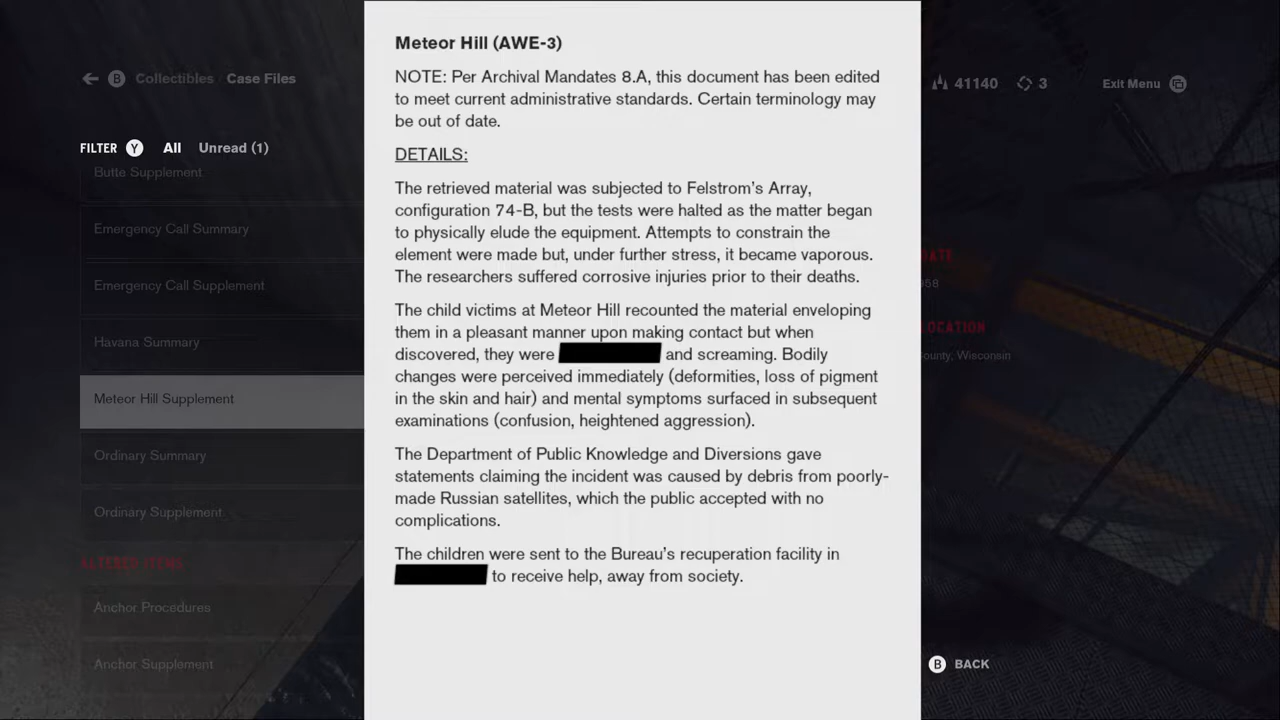 Meteor Hill (AWE-3)
B Collectibles Case Files
41140 3
Exit Menu
NOTE: Per Archival Mandates 8.A, this document has been edited
to meet current administrative standards. Certain terminology may
be out of date.
FILTER Y All Unread (1)
DETAILS:
Butte Supplement
The retrieved material was subjected to Felstrom's Array,
configuration 74-B, but the tests were halted as the matter began
to physically elude the equipment. Attempts to constrain the
element were made but, under further stress, it became vaporous.
The researchers suffered corrosive injuries prior to their deaths.
Emergency Call Summary
Emergency Call Supplement
The child victims at Meteor Hill recounted the material enveloping
them in a pleasant manner upon making contact but when
discovered, they were and screaming. Bodily
changes were perceived immediately (deformities, loss of pigment
in the skin and hair) and mental symptoms surfaced in subsequent
examinations (confusion, heightened aggression).
Havana Summary
Meteor Hill Supplement
The Department of Public Knowledge and Diversions gave
statements claiming the incident was caused by debris from poorly-
made Russian satellites, which the public accepted with no
complications.
Ordinary Summary
Ordinary Supplement
The children were sent to the Bureau's recuperation facility in
to receive help, away from society.
ALTERED ITEMS
Anchor Procedures
Anchor Supplement
Wisconsin
B BACK